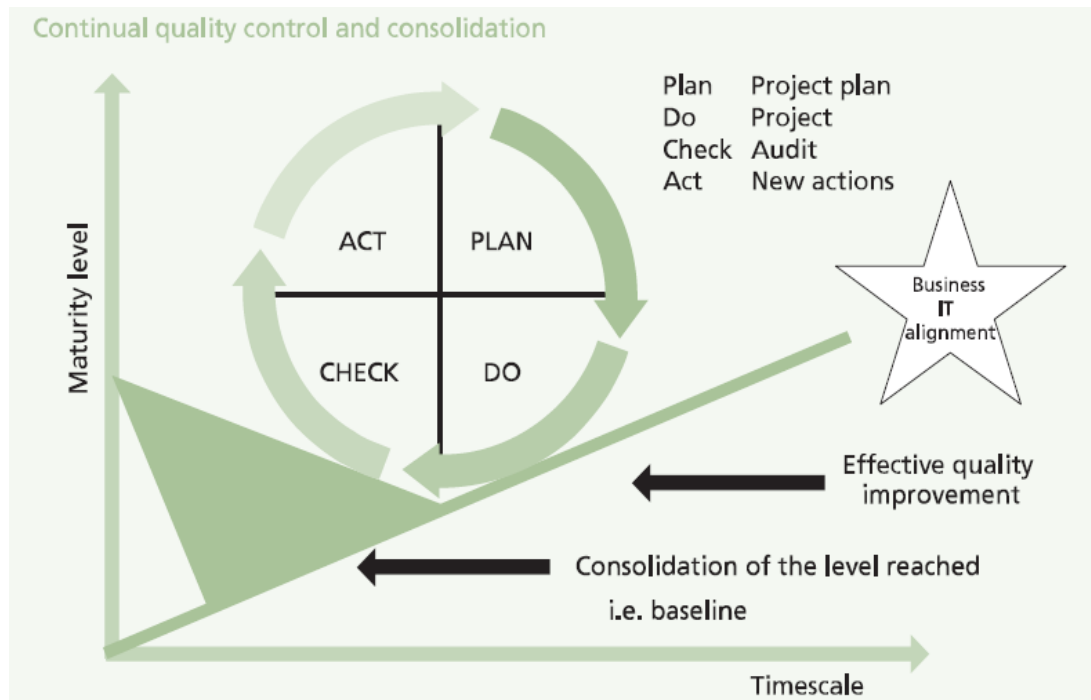 Continual quality control and consolidation
Plan Project plan
Do Project
Check Audit
Act New actions
Maturity level
ACT
PLAN
CHECK
DO
Business
IT
alignment
Effective quality
improvement
Consolidation of the level reached
i.e. baseline
Timescale